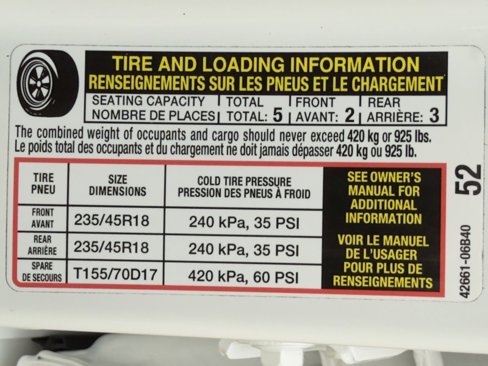 TIRE AND LOADING INFORMATION
RENSEIGNEMENTS SUR LES PNEUS ET LE CHARGEMENT
SEATING CAPACITY TOTAL FRONT REAR
NOMBRE DE PLACES TOTAL: 5 AVANT: 2 ARRIÈRE: 3
The combined weight of occupants and cargo should never exceed 420 kg or 925 lbs.
Le poids total des occupants et du chargement ne doit jamais dépasser 420 kg ou 925 lb.
TIRE SIZE COLD TIRE PRESSURE
PNEU DIMENSIONS PRESSION DES PNEUS À FROID
FRONT
AVANT 235/45R18 240 kPa, 35 PSI
REAR
ARRIÈRE 235/45R18 240 kPa, 35 PSI
SPARE
DE SECOURS T155/70D17 420 kPa, 60 PSI
SEE OWNER'S
MANUAL FOR
ADDITIONAL
INFORMATION
VOIR LE MANUEL
DE L'USAGER
POUR PLUS DE
RENSEIGNEMENTS
52
42661-06B40